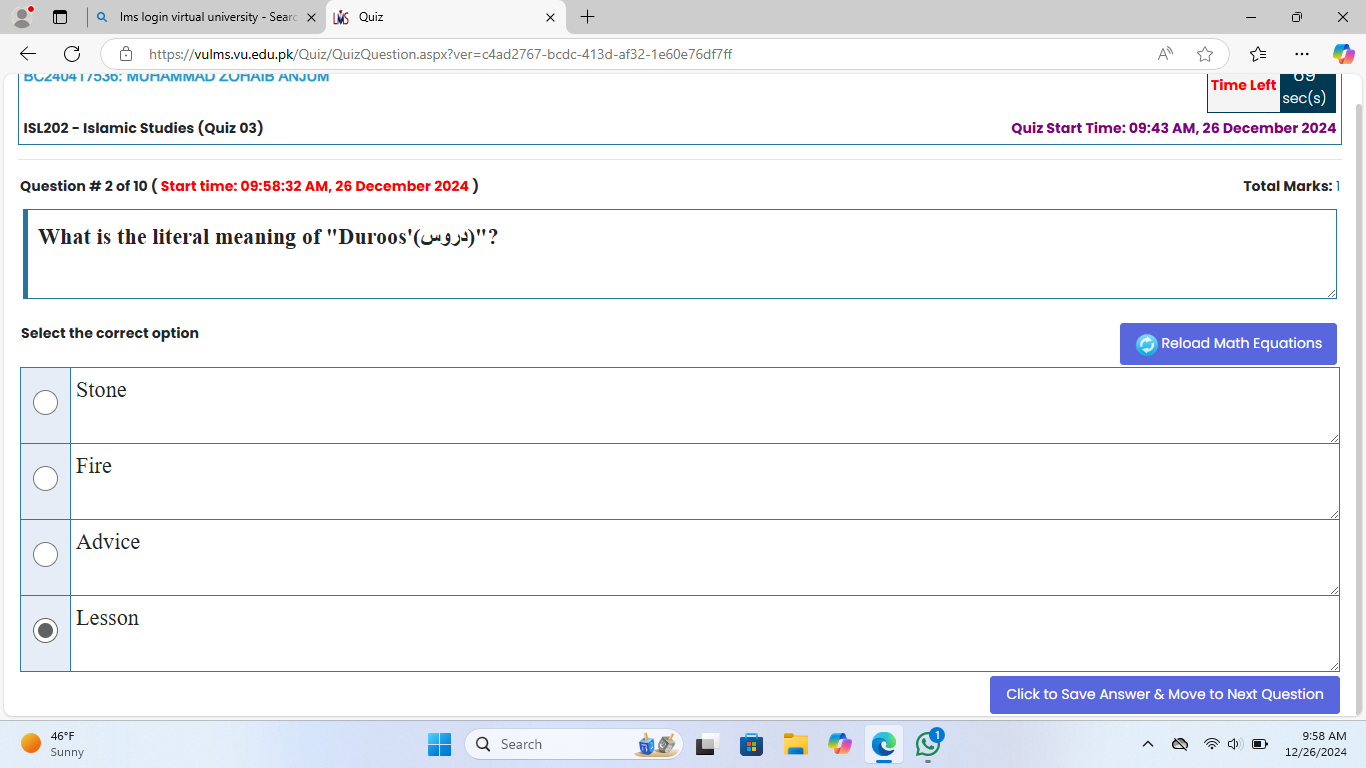 lms login virtual university - Searc
Quiz
https://vulms.vu.edu.pk/Quiz/QuizQuestion.aspx?ver=c4ad2767-bcdc-413d-af32-1e60e76df7ff
BC240417536: MUHAMMAD ZOHAIB ANJUM
Time Left
69
sec(s)
ISL202 - Islamic Studies (Quiz 03)
Quiz Start Time: 09:43 AM, 26 December 2024
Question # 2 of 10 ( Start time: 09:58:32 AM, 26 December 2024 )
Total Marks: 1
What is the literal meaning of "Duroos'(دروس)"?
Select the correct option
Reload Math Equations
Stone
Fire
Advice
Lesson
Click to Save Answer & Move to Next Question
46°F
Sunny
Search
1
9:58 AM
12/26/2024